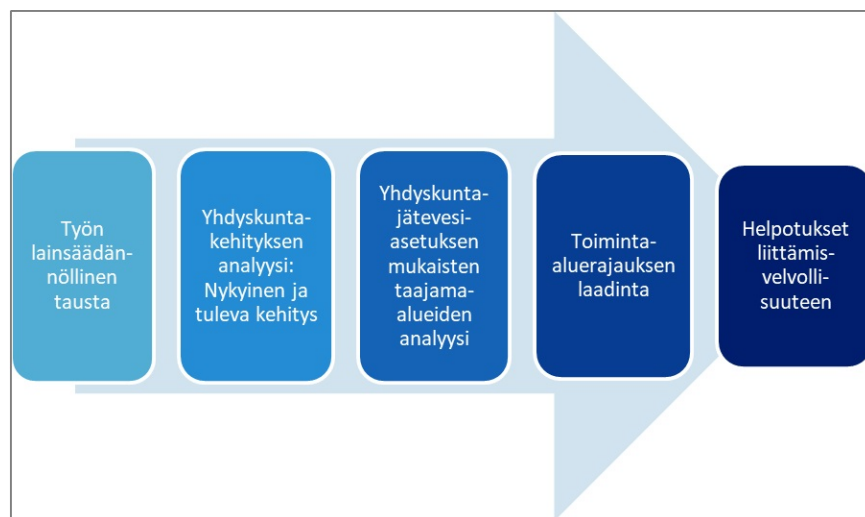 Työn
lainsäädän-
nöllinen
tausta
Yhdyskunta-
kehityksen
analyysi:
Nykyinen ja
tuleva kehitys
Yhdyskunta-
jätevesi-
asetuksen
mukaisten
taajama-
alueiden
analyysi
Toiminta-
aluerajauksen
laadinta
Helpotukset
liittämis-
velvolli-
suuteen